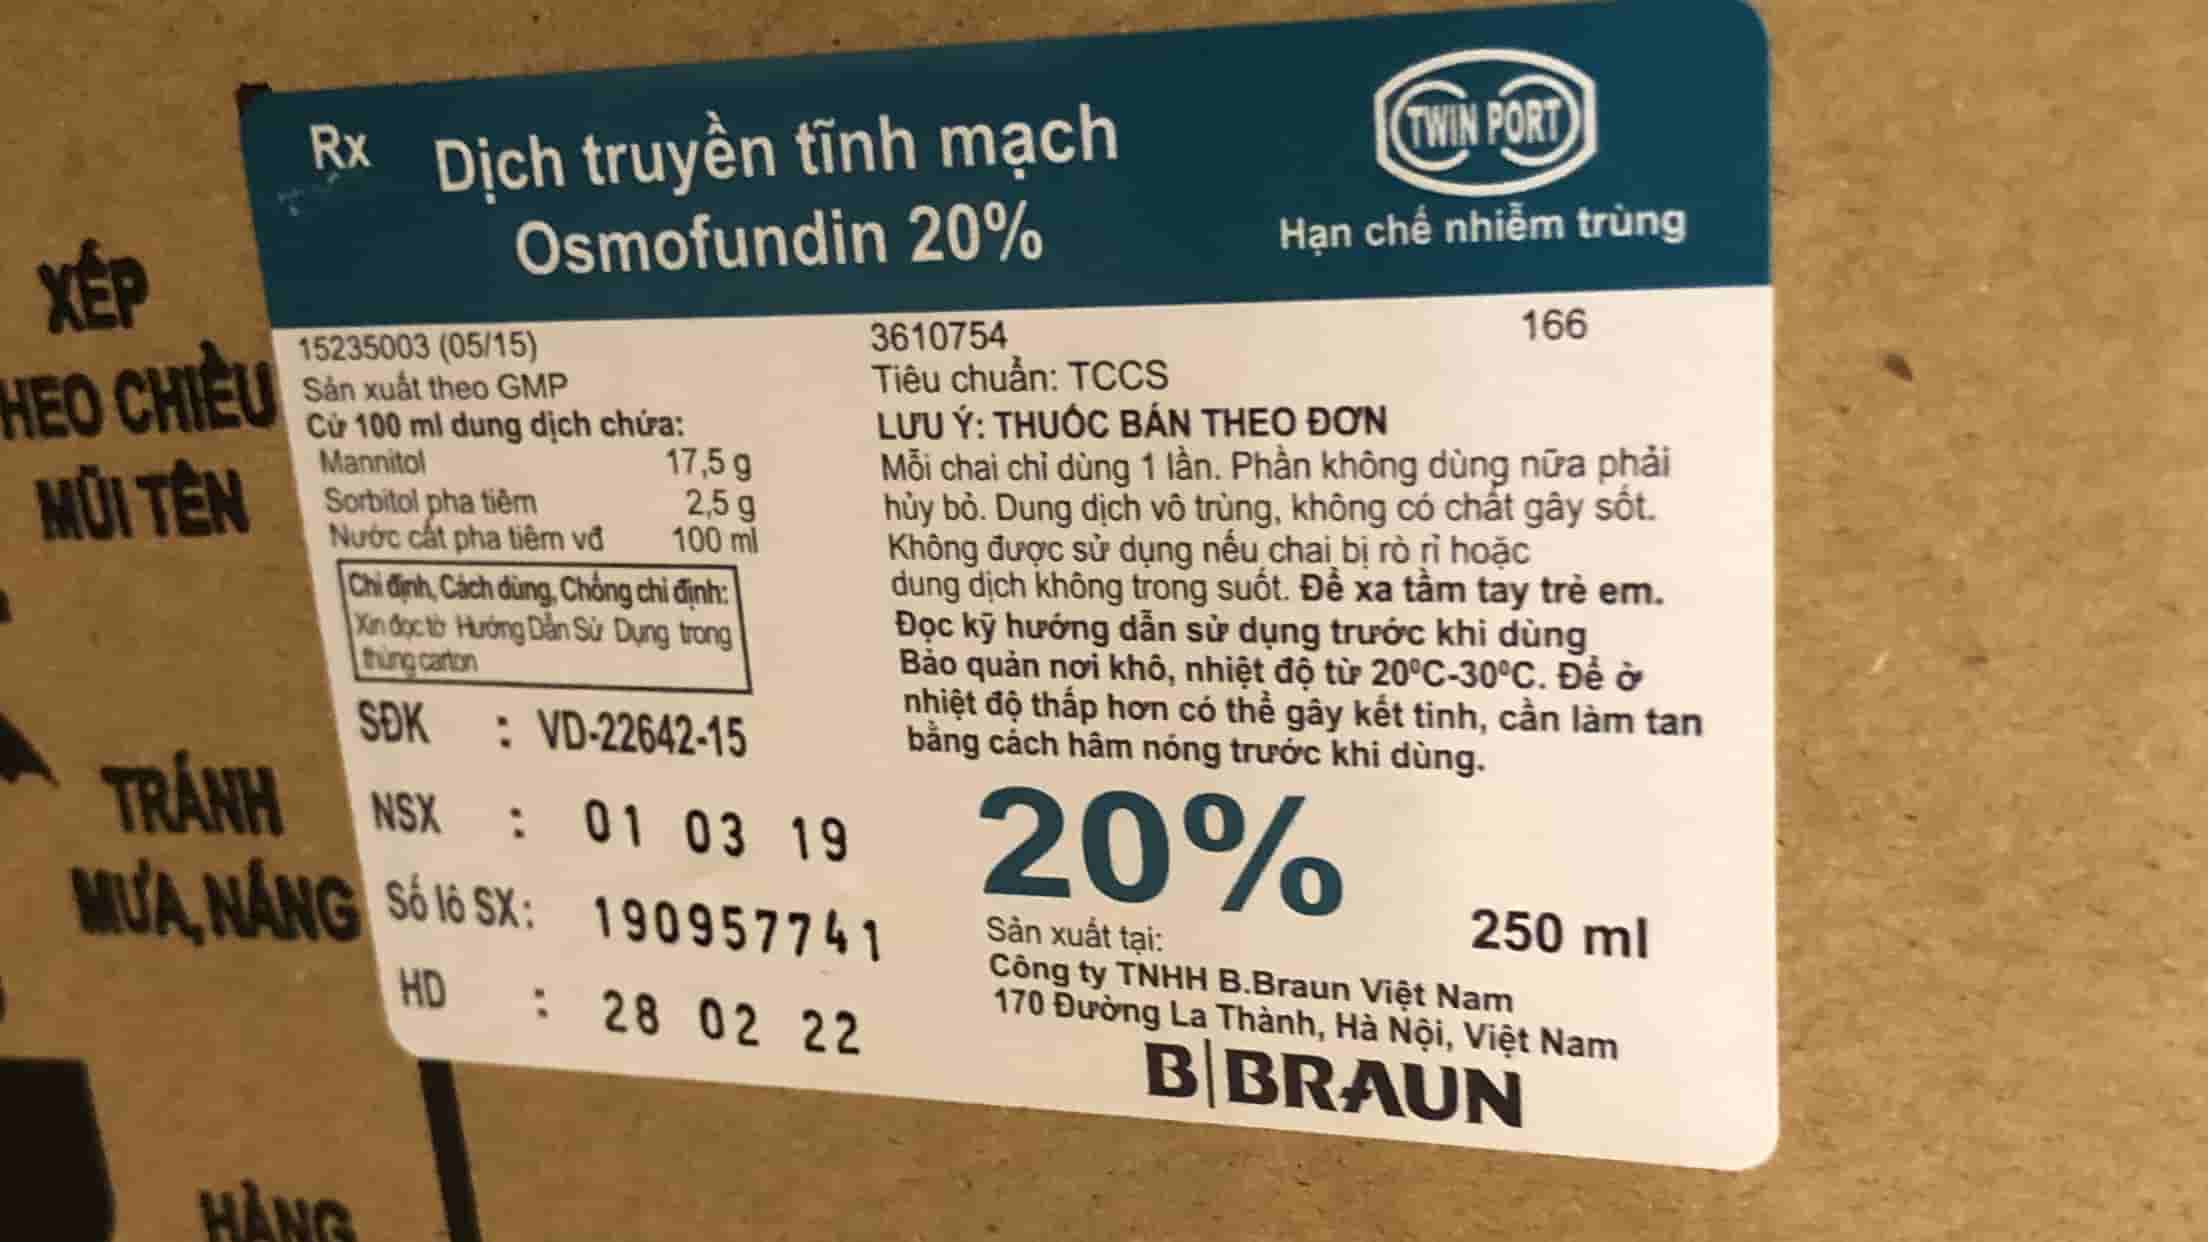 Rx
Dịch truyền tĩnh mạch
Osmofundin 20%
TWIN PORT
Hạn chế nhiễm trùng
15235003 (05/15)
Sản xuất theo GMP
Cứ 100 ml dung dịch chứa:
Mannitol 17,5 g
Sorbitol pha tiêm 2,5 g
Nước cất pha tiêm vđ 100 ml
Chỉ định, Cách dùng, Chống chỉ định:
Xin đọc tờ Hướng Dẫn Sử Dụng trong
thùng carton
SĐK : VD-22642-15
NSX : 01 03 19
Số lô SX: 190957741
HD : 28 02 22
3610754 166
Tiêu chuẩn: TCCS
LƯU Ý: THUỐC BÁN THEO ĐƠN
Mỗi chai chỉ dùng 1 lần. Phần không dùng nữa phải
hủy bỏ. Dung dịch vô trùng, không có chất gây sốt.
Không được sử dụng nếu chai bị rò rỉ hoặc
dung dịch không trong suốt. Để xa tầm tay trẻ em.
Đọc kỹ hướng dẫn sử dụng trước khi dùng
Bảo quản nơi khô, nhiệt độ từ 20ºC-30ºC. Để ở
nhiệt độ thấp hơn có thể gây kết tinh, cần làm tan
bằng cách hâm nóng trước khi dùng.
20%
250 ml
Sản xuất tại:
Công ty TNHH B.Braun Việt Nam
170 Đường La Thành, Hà Nội, Việt Nam
B|BRAUN
XẾP
HEO CHIỀU
MŨI TÊN
TRÁNH
MƯA, NẮNG
HÀNG